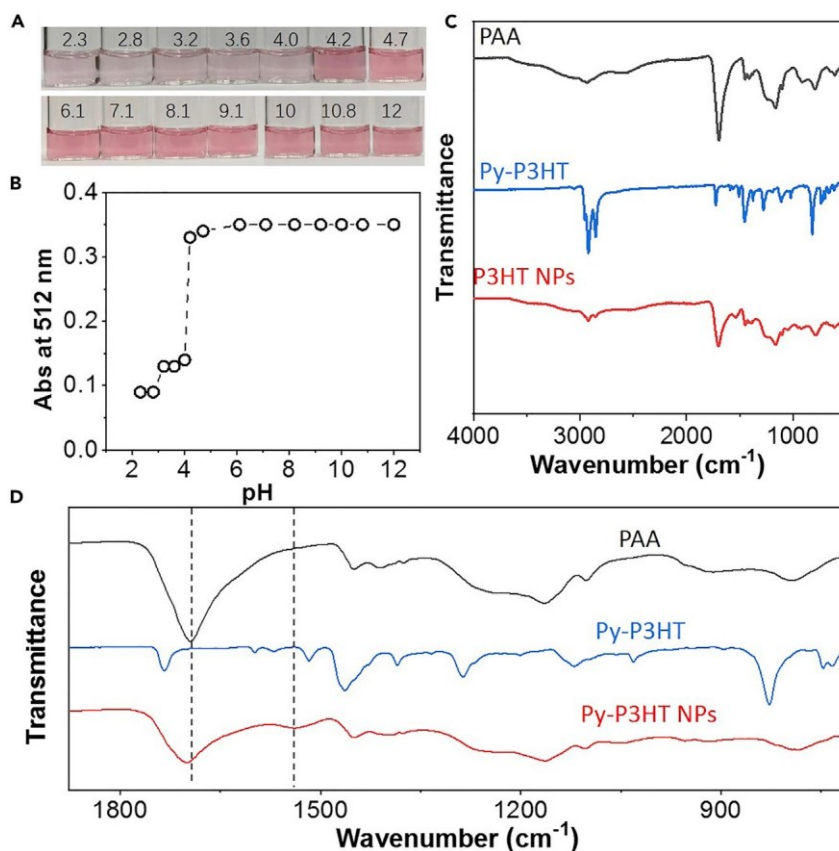 A
2.3 2.8 3.2 3.6 4.0 4.2 4.7
6.1 7.1 8.1 9.1 10 10.8 12
B
0.4
0.3
0.2
0.1
0.0
Abs at 512 nm
2 4 6 8 10 12
pH
C
PAA
Py-P3HT
P3HT NPs
Transmittance
4000 3000 2000 1000
Wavenumber (cm⁻¹)
D
PAA
Py-P3HT
Py-P3HT NPs
Transmittance
1800 1500 1200 900
Wavenumber (cm⁻¹)